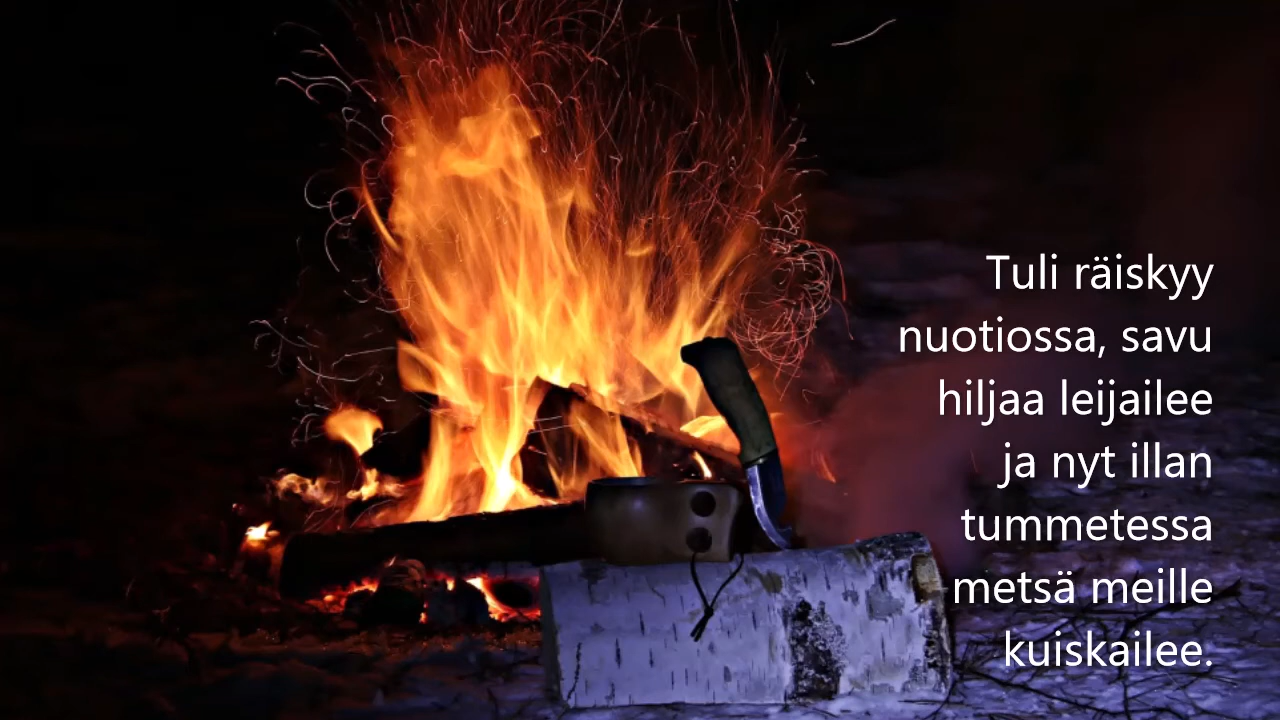 Tuli räiskyy
nuotiossa, savu
hiljaa leijailee
ja nyt illan
tummetessa
metsä meille
kuiskailee.